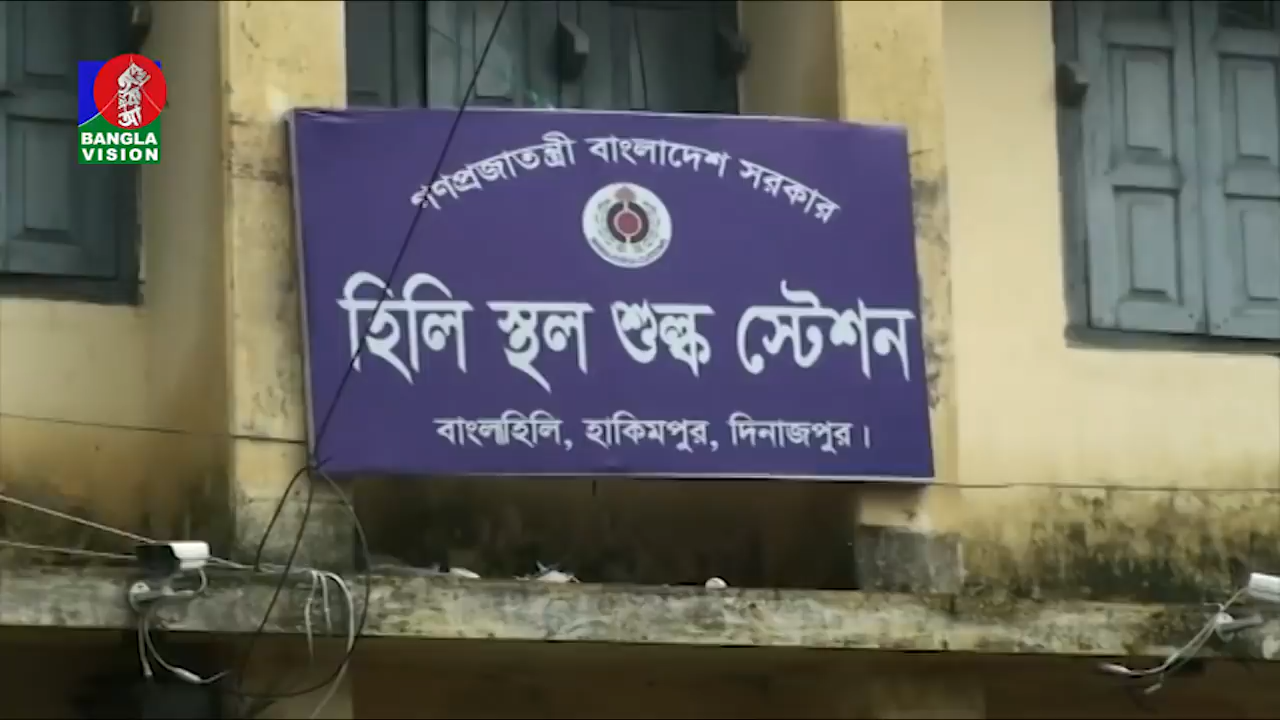 BANGLA
VISION
গণপ্রজাতন্ত্রী বাংলাদেশ সরকার
হিলি স্থল শুল্ক স্টেশন
বাংলাহিলি, হাকিমপুর, দিনাজপুর।